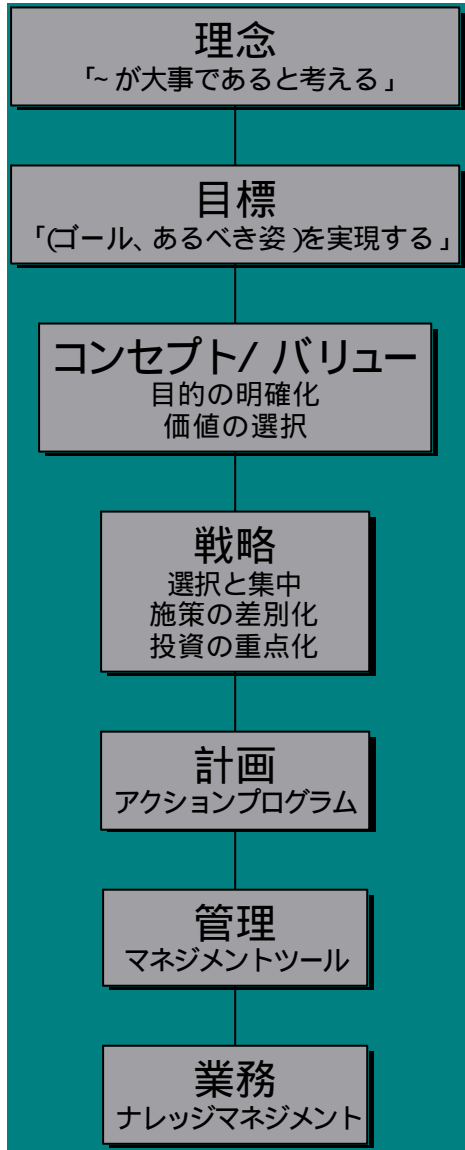 理念
「~が大事であると考える」
目標
「(ゴール、あるべき姿)を実現する」
コンセプト/バリュー
目的の明確化
価値の選択
戦略
選択と集中
施策の差別化
投資の重点化
計画
アクションプログラム
管理
マネジメントツール
業務
ナレッジマネジメント